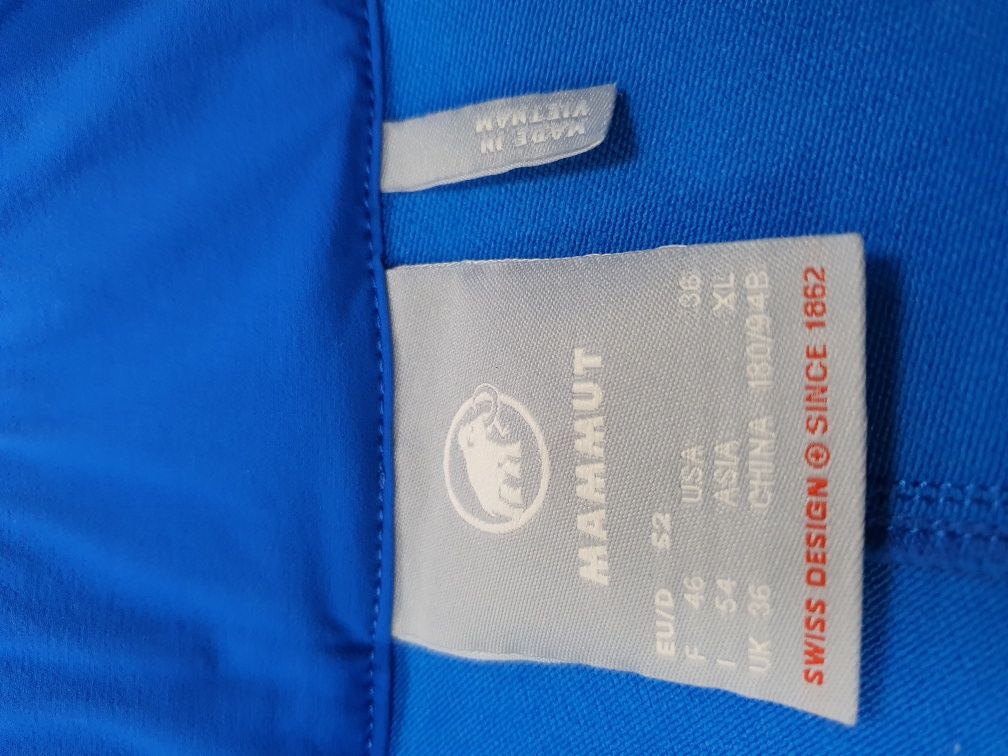 MADE IN
VIETNAM
MAMMUT
EU/D 52
F 46 USA 36
I 54 ASIA XL
UK 36 CHINA 180/94B
SWISS DESIGN SINCE 1862